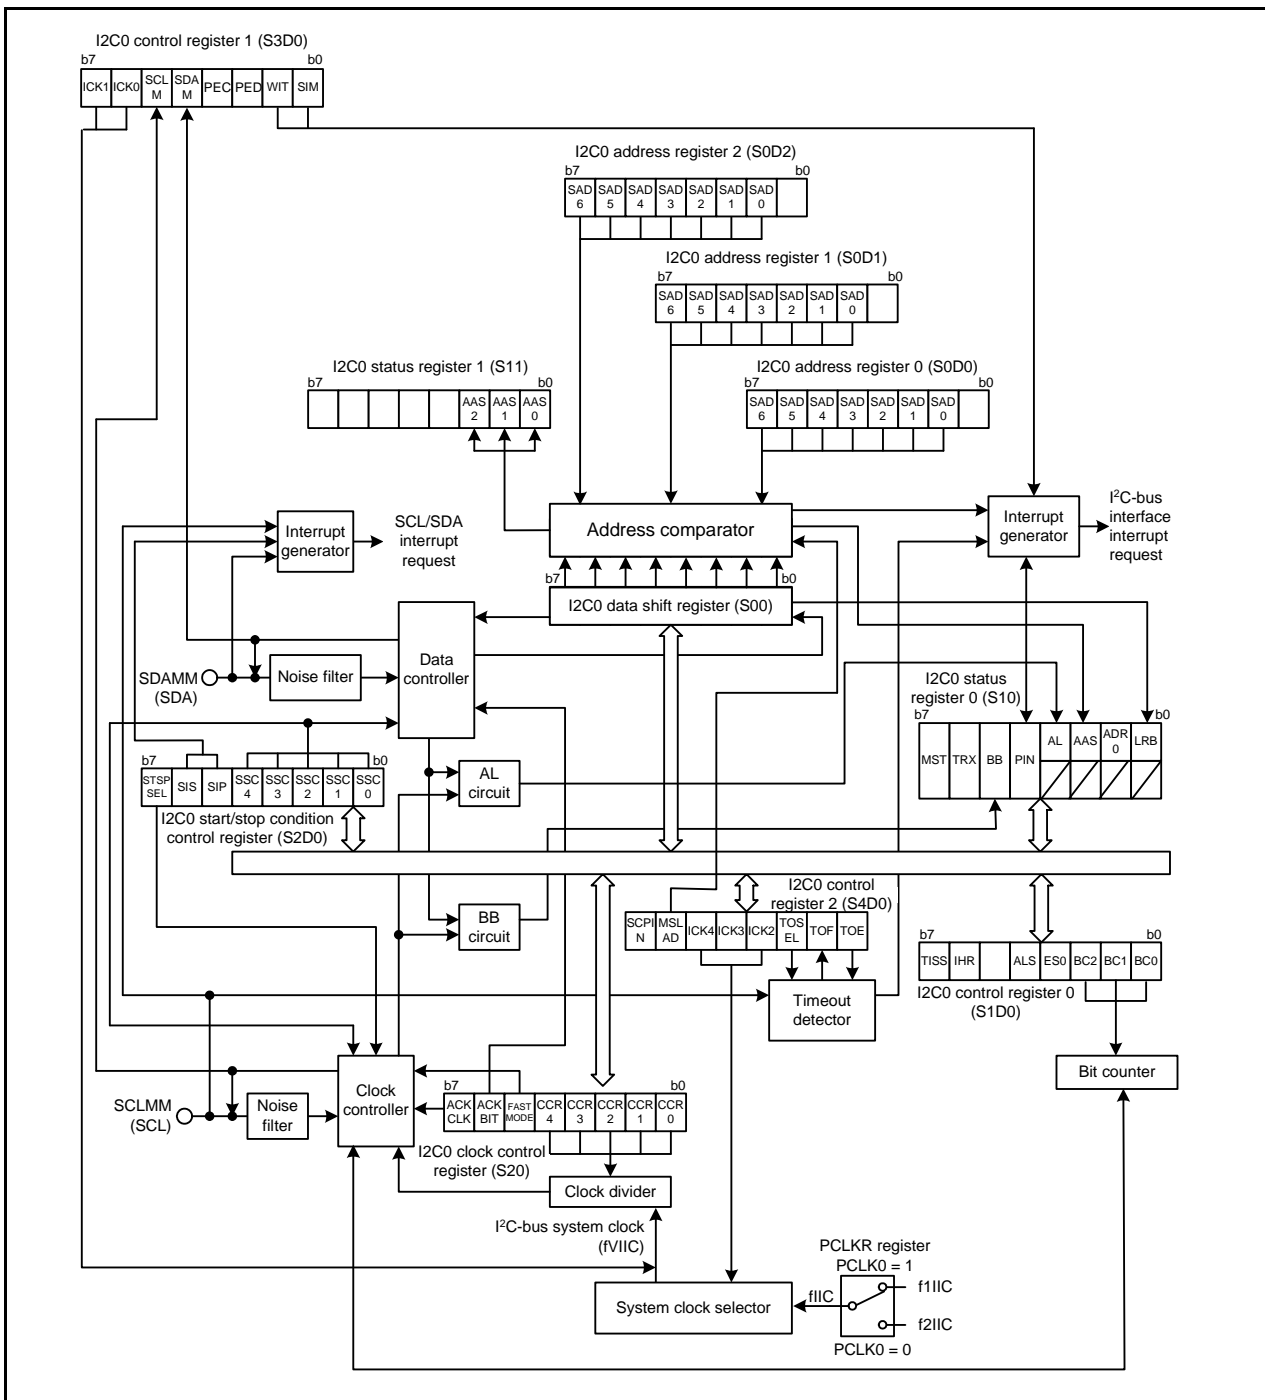 I2C0 control register 1 (S3D0)
b7 b0
ICK1 ICK0 SCL M SDA M PEC PED WIT SIM
I2C0 address register 2 (S0D2)
b7 b0
SAD 6 SAD 5 SAD 4 SAD 3 SAD 2 SAD 1 SAD 0
I2C0 address register 1 (S0D1)
b7 b0
SAD 6 SAD 5 SAD 4 SAD 3 SAD 2 SAD 1 SAD 0
I2C0 address register 0 (S0D0)
b7 b0
SAD 6 SAD 5 SAD 4 SAD 3 SAD 2 SAD 1 SAD 0
I2C0 status register 1 (S11)
b7 b0
AAS 2 AAS 1 AAS 0
Interrupt
generator
SCL/SDA
interrupt
request
Address comparator
Interrupt
generator
I²C-bus
interface
interrupt
request
b7 b0
I2C0 data shift register (S00)
Data
controller
SDAMM
(SDA)
Noise filter
I2C0 status
register 0 (S10)
b7 b0
MST TRX BB PIN AL AAS ADR 0 LRB
b7 b0
STSP SEL SIS SIP SSC 4 SSC 3 SSC 2 SSC 1 SSC 0
I2C0 start/stop condition
control register (S2D0)
AL
circuit
BB
circuit
I2C0 control
register 2 (S4D0)
b7 b0
SCPI N MSL AD ICK4 ICK3 ICK2 TOS EL TOF TOE
Timeout
detector
b7 b0
TISS IHR ALS ES0 BC2 BC1 BC0
I2C0 control register 0
(S1D0)
Bit counter
SCLMM
(SCL)
Noise
filter
Clock
controller
b7 b0
ACK CLK ACK BIT FAST MODE CCR 4 CCR 3 CCR 2 CCR 1 CCR 0
I2C0 clock control
register (S20)
Clock divider
I²C-bus system clock
(fVIIC)
System clock selector
fIIC
PCLKR register
PCLK0 = 1
f1IIC
f2IIC
PCLK0 = 0